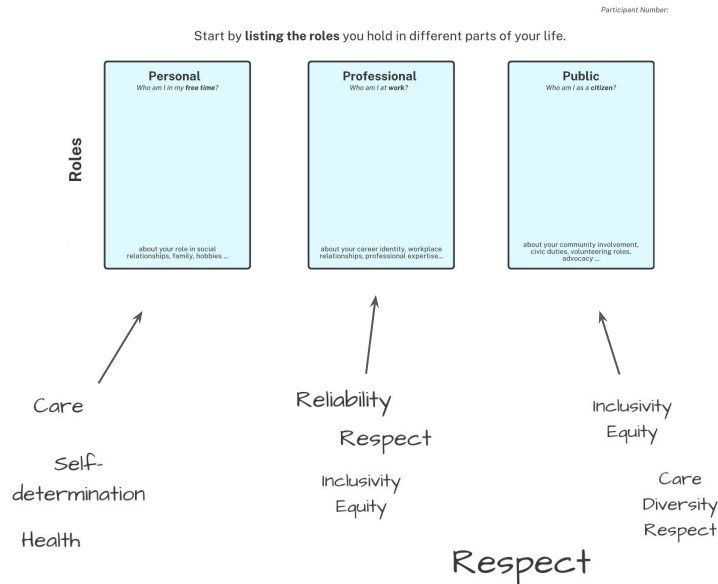 Participant Number:
Start by listing the roles you hold in different parts of your life.
Roles
Personal
Who am I in my free time?
about your role in social
relationships, family, hobbies ...
Professional
Who am I at work?
about your career identity, workplace
relationships, professional expertise...
Public
Who am I as a citizen?
about your community involvement,
civic duties, volunteering roles,
advocacy ...
Care
Self-
determination
Health
Reliability
Respect
Inclusivity
Equity
Inclusivity
Equity
Care
Diversity
Respect
Respect